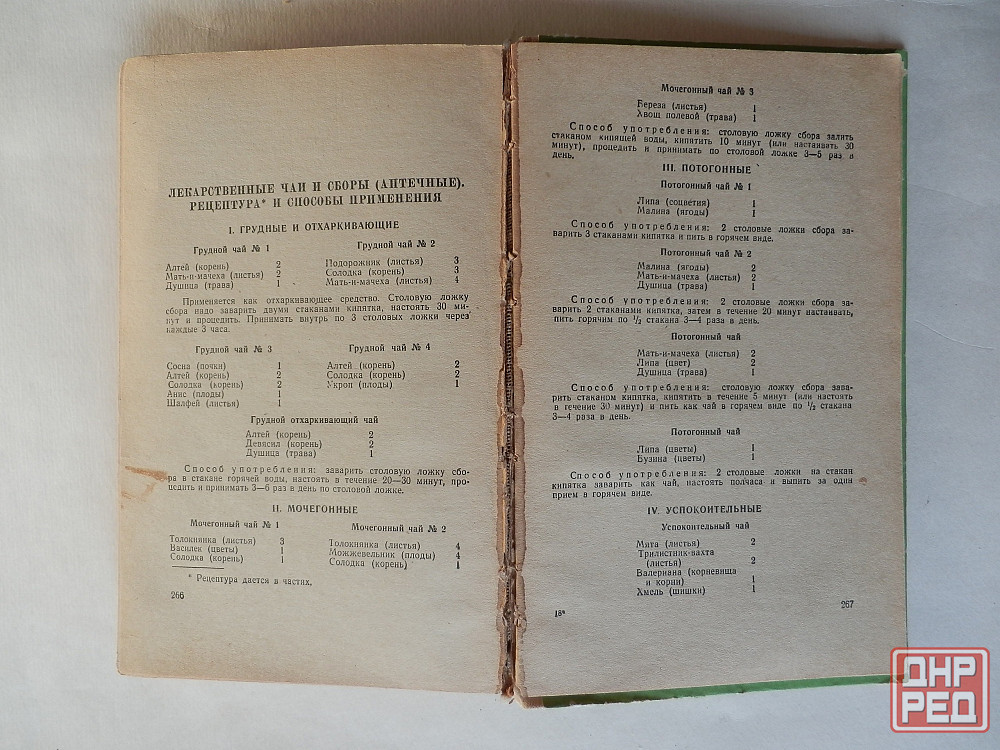 ЛЕКАРСТВЕННЫЕ ЧАИ И СБОРЫ (АПТЕЧНЫЕ).
РЕЦЕПТУРА* И СПОСОБЫ ПРИМЕНЕНИЯ
I. ГРУДНЫЕ И ОТХАРКИВАЮЩИЕ
Грудной чай № 1
Алтей (корень) 2
Мать-и-мачеха (листья) 2
Душица (трава) 1
Грудной чай № 2
Подорожник (листья) 3
Солодка (корень) 3
Мать-и-мачеха (листья) 4
Применяется как отхаркивающее средство. Столовую ложку
сбора надо заварить двумя стаканами кипятка, настоять 30 ми-
нут и процедить. Принимать внутрь по 3 столовых ложки через
каждые 3 часа.
Грудной чай № 3
Сосна (почки) 1
Алтей (корень) 2
Солодка (корень) 2
Анис (плоды) 1
Шалфей (листья) 1
Грудной чай № 4
Алтей (корень) 2
Солодка (корень) 2
Укроп (плоды) 1
Грудной отхаркивающий чай
Алтей (корень) 2
Девясил (корень) 2
Душица (трава) 1
Способ употребления: заварить столовую ложку сбо-
ра в стакане горячей воды, настоять в течение 20—30 минут, про-
цедить и принимать 3—6 раз в день по столовой ложке.
II. МОЧЕГОННЫЕ
Мочегонный чай № 1
Толокнянка (листья) 3
Василек (цветы) 1
Солодка (корень) 1
Мочегонный чай № 2
Толокнянка (листья) 4
Можжевельник (плоды) 4
Солодка (корень) 1
* Рецептура дается в частях.
266
Мочегонный чай № 3
Береза (листья) 1
Хвощ полевой (трава) 1
Способ употребления: столовую ложку сбора залить
стаканом кипящей воды, кипятить 10 минут (или настаивать 30
минут), процедить и принимать по столовой ложке 3—5 раз в
день.
III. ПОТОГОННЫЕ
Потогонный чай № 1
Липа (соцветия) 1
Малина (ягоды) 1
Способ употребления: 2 столовые ложки сбора за-
варить 3 стаканами кипятка и пить в горячем виде.
Потогонный чай № 2
Малина (ягоды) 2
Мать-и-мачеха (листья) 2
Душица (трава) 1
Способ употребления: 2 столовые ложки сбора за-
варить 2 стаканами кипятка, затем в течение 20 минут настаивать,
пить горячим по 1/2 стакана 3—4 раза в день.
Потогонный чай
Мать-и-мачеха (листья) 2
Липа (цвет) 2
Душица (трава) 1
Способ употребления: столовую ложку сбора зава-
рить стаканом кипятка, кипятить в течение 5 минут (или настоять
в течение 30 минут) и пить как чай в горячем виде по 1/2 стакана
3—4 раза в день.
Потогонный чай
Липа (цветы) 1
Бузина (цветы) 1
Способ употребления: 2 столовые ложки на стакан
кипятка заварить как чай, настоять полчаса и выпить за один
прием в горячем виде.
IV. УСПОКОИТЕЛЬНЫЕ
Успокоительный чай
Мята (листья) 2
Трилистник-вахта
(листья) 2
Валериана (корневища
и корни) 1
Хмель (шишки) 1
18*
267
ДНР
РЕД